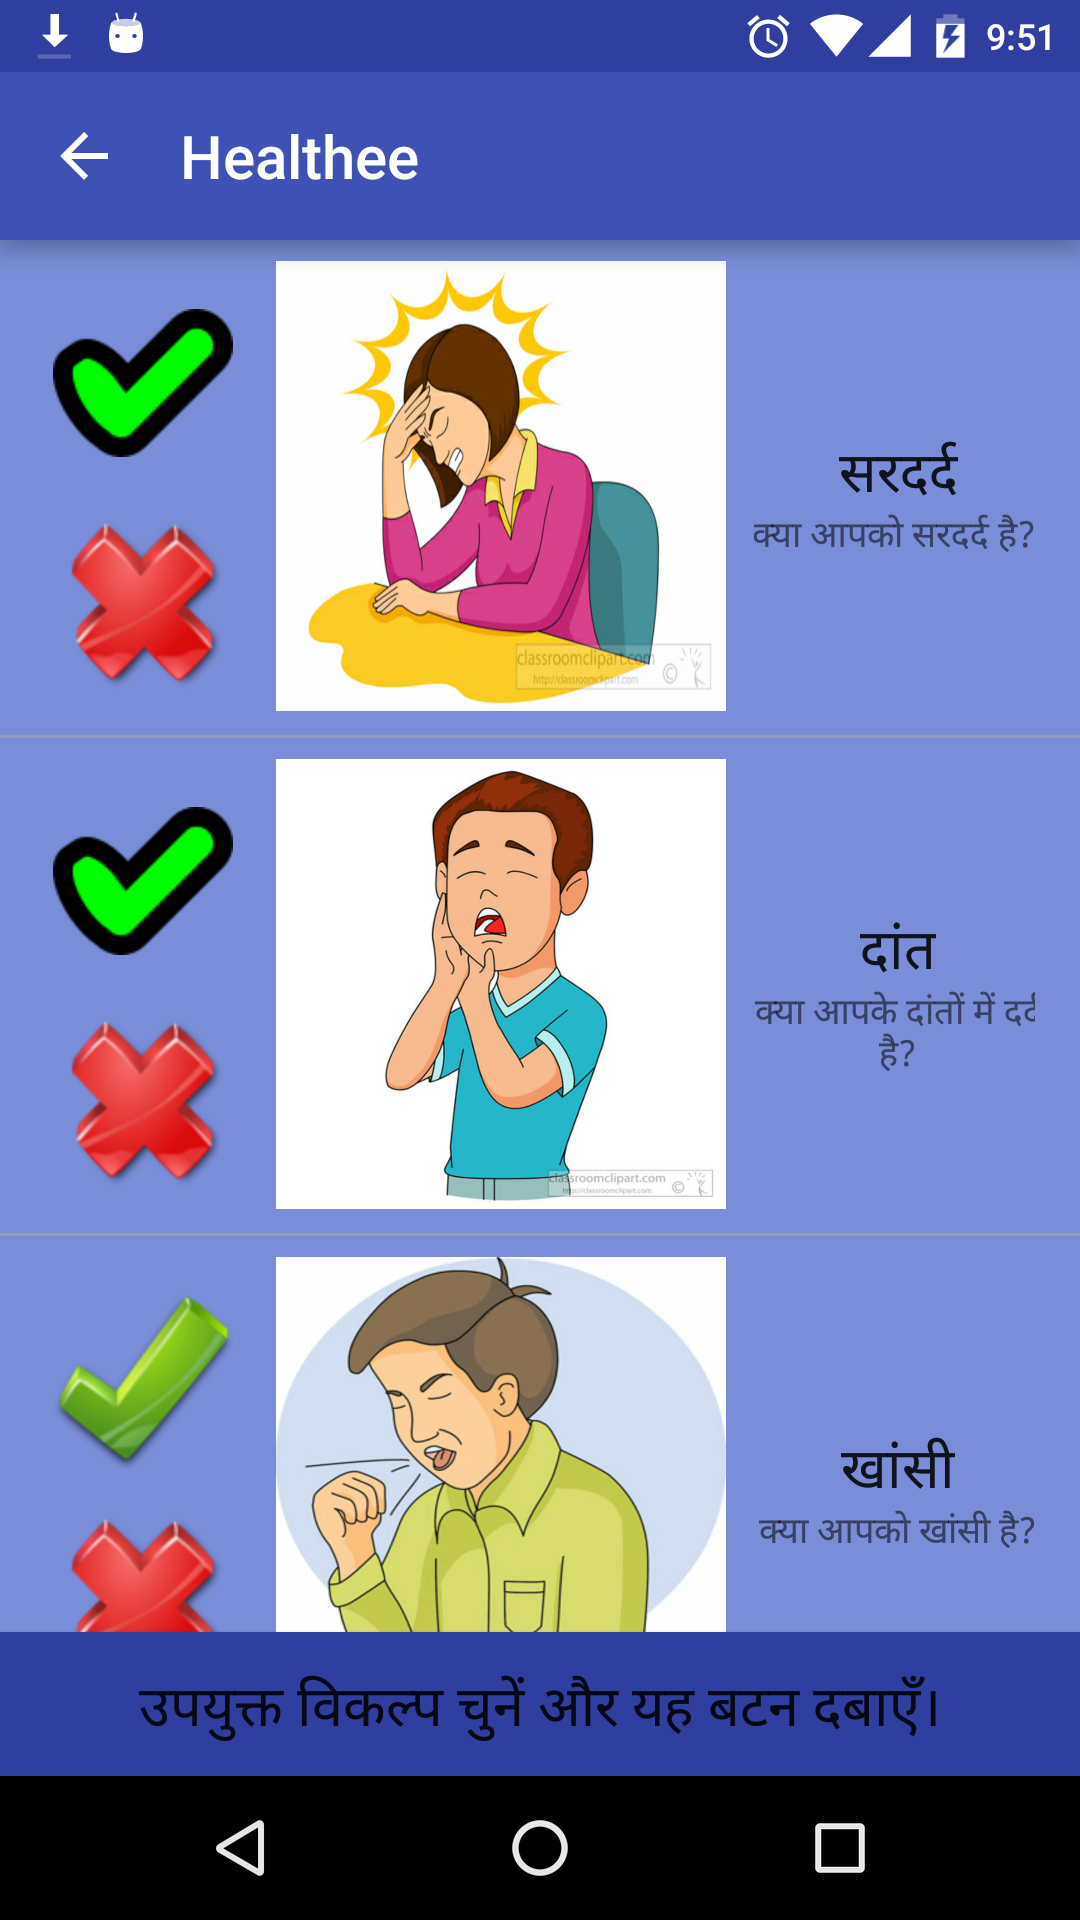 9:51
Healthee
सरदर्द
क्या आपको सरदर्द है?
classroomclipart.com
http://classroomclipart.com
दांत
क्या आपके दांतों में दर्द
है?
classroomclipart.com
http://classroomclipart.com
खांसी
क्या आपको खांसी है?
उपयुक्त विकल्प चुनें और यह बटन दबाएँ।